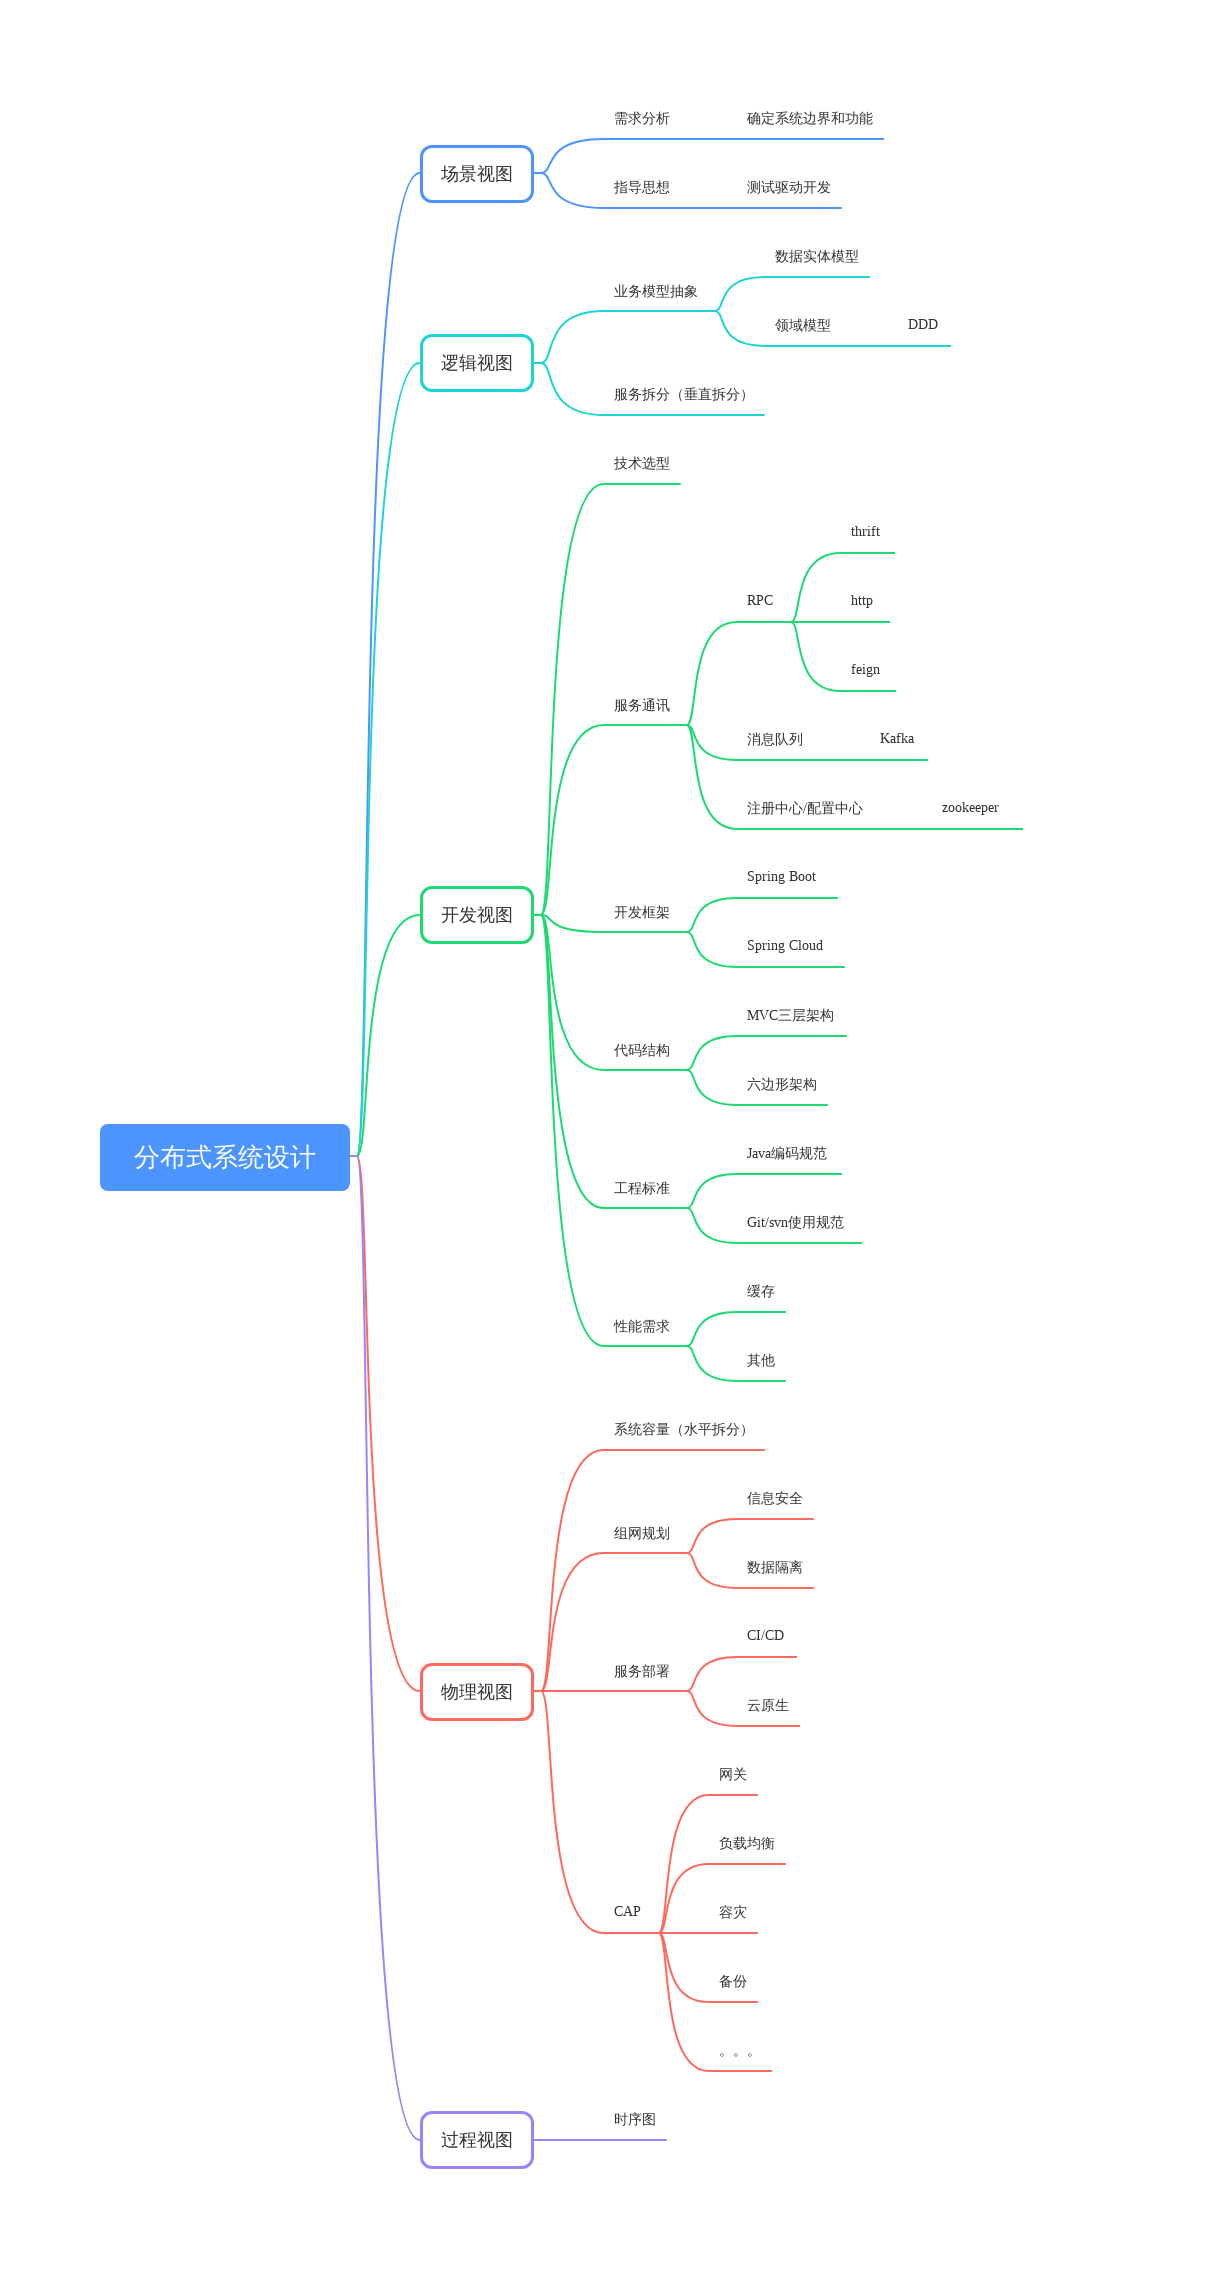 分布式系统设计
场景视图
需求分析
确定系统边界和功能
指导思想
测试驱动开发
逻辑视图
业务模型抽象
数据实体模型
领域模型
DDD
服务拆分（垂直拆分）
开发视图
技术选型
服务通讯
RPC
thrift
http
feign
消息队列
Kafka
注册中心/配置中心
zookeeper
开发框架
Spring Boot
Spring Cloud
代码结构
MVC三层架构
六边形架构
工程标准
Java编码规范
Git/svn使用规范
性能需求
缓存
其他
物理视图
系统容量（水平拆分）
组网规划
信息安全
数据隔离
服务部署
CI/CD
云原生
CAP
网关
负载均衡
容灾
备份
。。。
过程视图
时序图